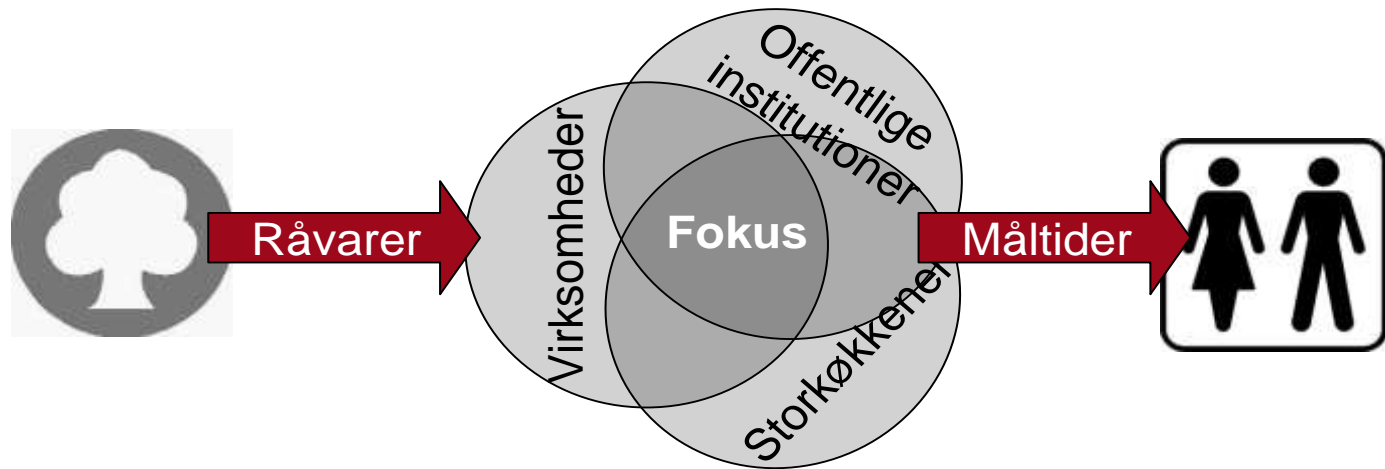 Offentlige
institutioner
Virksomheder
Råvarer
Fokus
Måltider
Storkøkkener